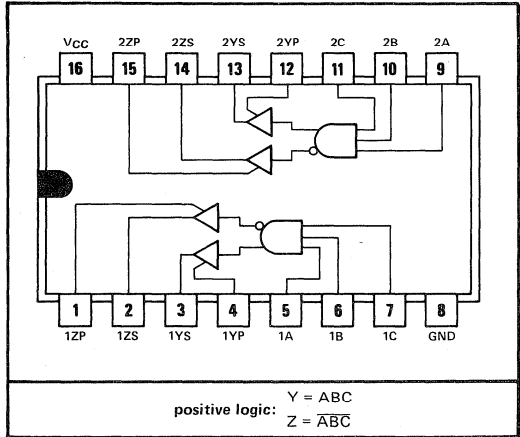 VCC 2ZP 2ZS 2YS 2YP 2C 2B 2A
16 15 14 13 12 11 10 9
1 2 3 4 5 6 7 8
1ZP 1ZS 1YS 1YP 1A 1B 1C GND
positive logic: Y = ABC
Z = A̅B̅C̅